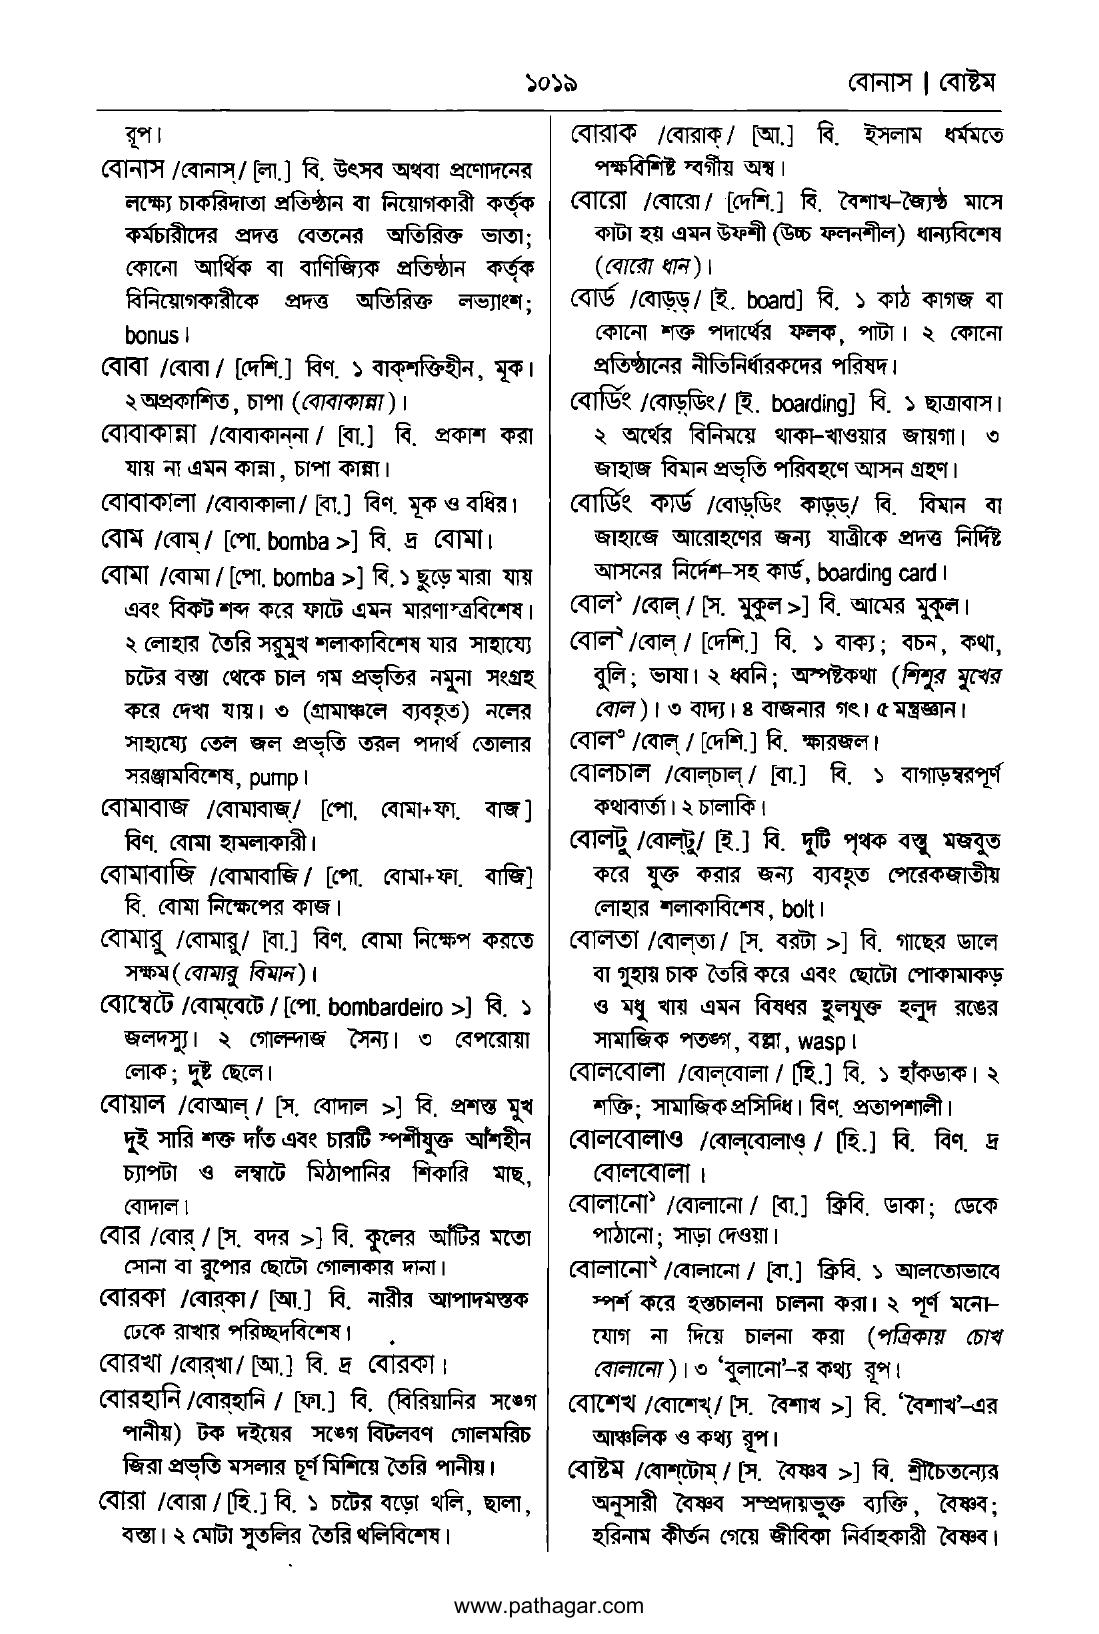 ১০১৯
বোনাস | বোষ্টম
রূপ।
বোনাস /বোনাস্/ [লা.] বি. উৎসব অথবা প্রণোদনের
লক্ষ্যে চাকরিদাতা প্রতিষ্ঠান বা নিয়োগকারী কর্তৃক
কর্মচারীদের প্রদত্ত বেতনের অতিরিক্ত ভাতা;
কোনো আর্থিক বা বাণিজ্যিক প্রতিষ্ঠান কর্তৃক
বিনিয়োগকারীকে প্রদত্ত অতিরিক্ত লভ্যাংশ;
bonus।
বোবা /বোবা/ [দেশি.] বিণ. ১ বাক্‌শক্তিহীন, মূক।
২ অপ্রকাশিত, চাপা (বোবাকান্না)।
বোবাকান্না /বোবাকান্‌না/ [বা.] বি. প্রকাশ করা
যায় না এমন কান্না, চাপা কান্না।
বোবাকালা /বোবাকালা/ [বা.] বিণ. মূক ও বধির।
বোম /বোম্/ [পো. bomba >] বি. দ্র বোমা।
বোমা /বোমা/ [পো. bomba >] বি. ১ ছুড়ে মারা যায়
এবং বিকট শব্দ করে ফাটে এমন মারণাস্ত্রবিশেষ।
২ লোহার তৈরি সরুমুখ শলাকাবিশেষ যার সাহায্যে
চটের বস্তা থেকে চাল গম প্রভৃতির নমুনা সংগ্রহ
করে দেখা যায়। ৩ (গ্রামাঞ্চলে ব্যবহৃত) নলের
সাহায্যে তেল জল প্রভৃতি তরল পদার্থ তোলার
সরঞ্জামবিশেষ, pump।
বোমাবাজ /বোমাবাজ্/ [পো. বোমা+ফা. বাজ]
বিণ. বোমা হামলাকারী।
বোমাবাজি /বোমাবাজি/ [পো. বোমা+ফা. বাজি]
বি. বোমা নিক্ষেপের কাজ।
বোমারু /বোমারু/ [বা.] বিণ. বোমা নিক্ষেপ করতে
সক্ষম (বোমারু বিমান)।
বোম্বেটে /বোম্‌বেটে/ [পো. bombardeiro >] বি. ১
জলদস্যু। ২ গোলন্দাজ সৈন্য। ৩ বেপরোয়া
লোক; দুষ্ট ছেলে।
বোয়াল /বোআল্/ [স. বোদাল >] বি. প্রশস্ত মুখ
দুই সারি শক্ত দাঁত এবং চারটি স্পর্শীযুক্ত আঁশহীন
চ্যাপটা ও লম্বাটে মিঠাপানির শিকারি মাছ,
বোদাল।
বোর /বোর্/ [স. বদর >] বি. কুলের আঁটির মতো
সোনা বা রুপোর ছোটো গোলাকার দানা।
বোরকা /বোর্‌কা/ [আ.] বি. নারীর আপাদমস্তক
ঢেকে রাখার পরিচ্ছদবিশেষ।
বোরখা /বোর্‌খা/ [আ.] বি. দ্র বোরকা।
বোরহানি /বোর্‌হানি/ [ফা.] বি. (বিরিয়ানির সঙ্গে
পানীয়) টক দইয়ের সঙ্গে বিটলবণ গোলমরিচ
জিরা প্রভৃতি মসলার চূর্ণ মিশিয়ে তৈরি পানীয়।
বোরা /বোরা/ [হি.] বি. ১ চটের বড়ো থলি, ছালা,
বস্তা। ২ মোটা সুতলির তৈরি থলিবিশেষ।
বোরাক /বোরাক্/ [আ.] বি. ইসলাম ধর্মমতে
পক্ষবিশিষ্ট স্বর্গীয় অশ্ব।
বোরো /বোরো/ [দেশি.] বি. বৈশাখ-জ্যৈষ্ঠ মাসে
কাটা হয় এমন উফশী (উচ্চ ফলনশীল) ধান্যবিশেষ
(বোরো ধান)।
বোর্ড /বোড়্‌ড্/ [ই. board] বি. ১ কাঠ কাগজ বা
কোনো শক্ত পদার্থের ফলক, পাটা। ২ কোনো
প্রতিষ্ঠানের নীতিনির্ধারকদের পরিষদ।
বোর্ডিং /বোড়্‌ডিং/ [ই. boarding] বি. ১ ছাত্রাবাস।
২ অর্থের বিনিময়ে থাকা-খাওয়ার জায়গা। ৩
জাহাজ বিমান প্রভৃতি পরিবহণে আসন গ্রহণ।
বোর্ডিং কার্ড /বোড়্‌ডিং কাড়্‌ড্/ বি. বিমান বা
জাহাজে আরোহণের জন্য যাত্রীকে প্রদত্ত নির্দিষ্ট
আসনের নির্দেশ-সহ কার্ড, boarding card।
বোল¹ /বোল্/ [স. মুকুল >] বি. আমের মুকুল।
বোল² /বোল্/ [দেশি.] বি. ১ বাক্য; বচন, কথা,
বুলি; ভাষা। ২ ধ্বনি; অস্পষ্টকথা (শিশুর মুখের
বোল)। ৩ বাদ্য। ৪ বাজনার গৎ। ৫ মন্ত্রজ্ঞান।
বোল³ /বোল্/ [দেশি.] বি. ক্ষারজল।
বোলচাল /বোল্‌চাল্/ [বা.] বি. ১ বাগাড়ম্বরপূর্ণ
কথাবার্তা। ২ চালাকি।
বোলটু /বোল্‌টু/ [ই.] বি. দুটি পৃথক বস্তু মজবুত
করে যুক্ত করার জন্য ব্যবহৃত পেরেকজাতীয়
লোহার শলাকাবিশেষ, bolt।
বোলতা /বোল্‌তা/ [স. বরটা >] বি. গাছের ডালে
বা গুহায় চাক তৈরি করে এবং ছোটো পোকামাকড়
ও মধু খায় এমন বিষধর হুলযুক্ত হলুদ রঙের
সামাজিক পতঙ্গ, বল্লা, wasp।
বোলবোলা /বোল্‌বোলা/ [হি.] বি. ১ হাঁকডাক। ২
শক্তি; সামাজিক প্রসিদ্ধি। বিণ. প্রতাপশালী।
বোলবোলাও /বোল্‌বোলাও্/ [হি.] বি. বিণ. দ্র
বোলবোলা।
বোলানো¹ /বোলানো/ [বা.] ক্রিবি. ডাকা; ডেকে
পাঠানো; সাড়া দেওয়া।
বোলানো² /বোলানো/ [বা.] ক্রিবি. ১ আলতোভাবে
স্পর্শ করে হস্তচালনা চালনা করা। ২ পূর্ণ মনো-
যোগ না দিয়ে চালনা করা (পত্রিকায় চোখ
বোলানো)। ৩ ‘বুলানো’-র কথ্য রূপ।
বোশেখ /বোশেখ্/ [স. বৈশাখ >] বি. ‘বৈশাখ’-এর
আঞ্চলিক ও কথ্য রূপ।
বোষ্টম /বোশ্‌টোম্/ [স. বৈষ্ণব >] বি. শ্রীচৈতন্যের
অনুসারী বৈষ্ণব সম্প্রদায়ভুক্ত ব্যক্তি, বৈষ্ণব;
হরিনাম কীর্তন গেয়ে জীবিকা নির্বাহকারী বৈষ্ণব।
www.pathagar.com